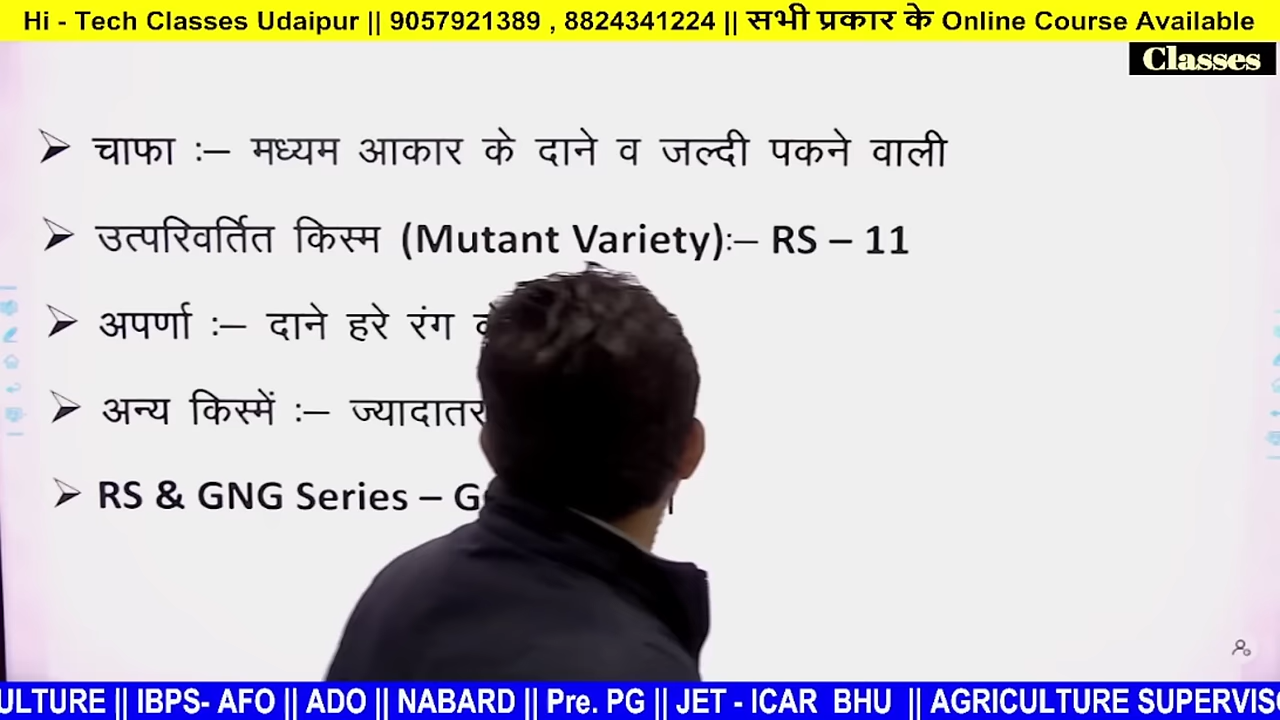 Hi - Tech Classes Udaipur || 9057921389 , 8824341224 || सभी प्रकार के Online Course Available
Classes
चाफा :– मध्यम आकार के दाने व जल्दी पकने वाली
उत्परिवर्तित किस्म (Mutant Variety):– RS – 11
अपर्णा :– दाने हरे रंग
अन्य किस्में :– ज्यादातर
RS & GNG Series –
ULTURE || IBPS- AFO || ADO || NABARD || Pre. PG || JET - ICAR BHU || AGRICULTURE SUPERVIS